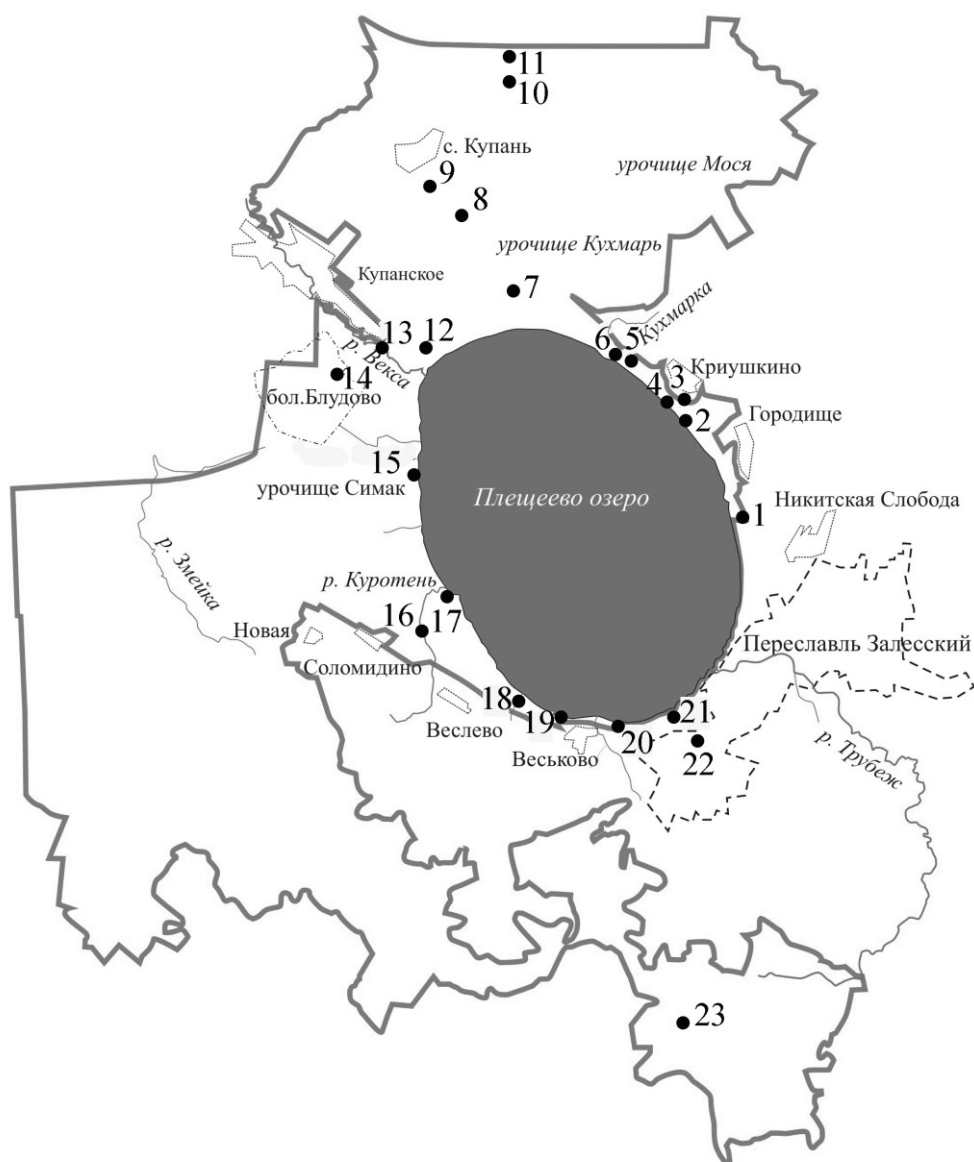 11
10
с. Купань
9
8
урочище Мося
урочище Кухмарь
Купанское
7
Кухмарка
6
5
13
12
р. Векса
14
бол.Блудово
4
3
Криушкино
2
Городище
15
урочище Симак
Плещеево озеро
1
Никитская Слобода
р. Змейка
р. Куротень
16
17
Новая
Соломидино
Переславль Залесский
18
19
Веслево
Веськово
20
21
22
р. Трубеж
23